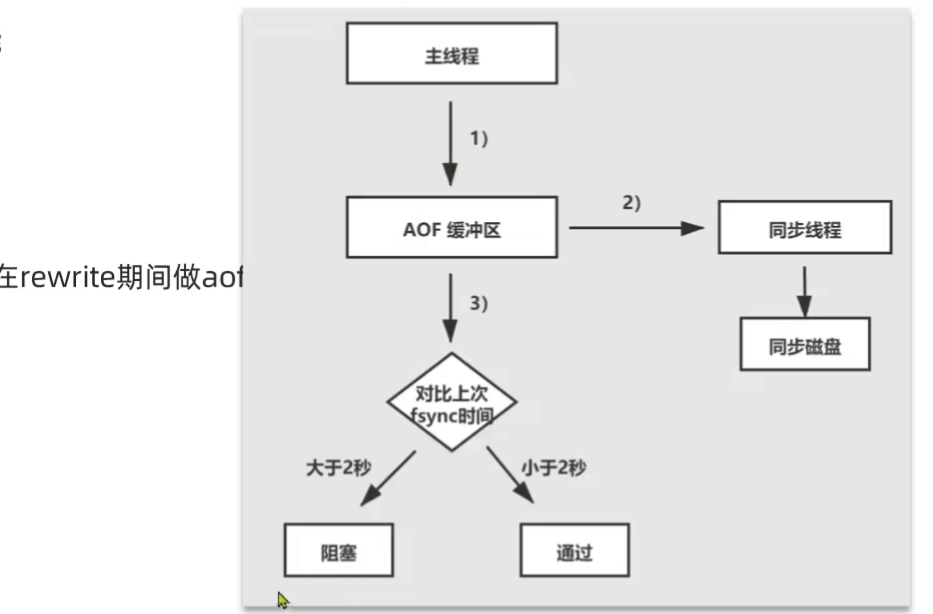 主线程
1)
AOF 缓冲区
2)
同步线程
在rewrite期间做aof
3)
同步磁盘
对比上次
fsync时间
大于2秒
小于2秒
阻塞
通过